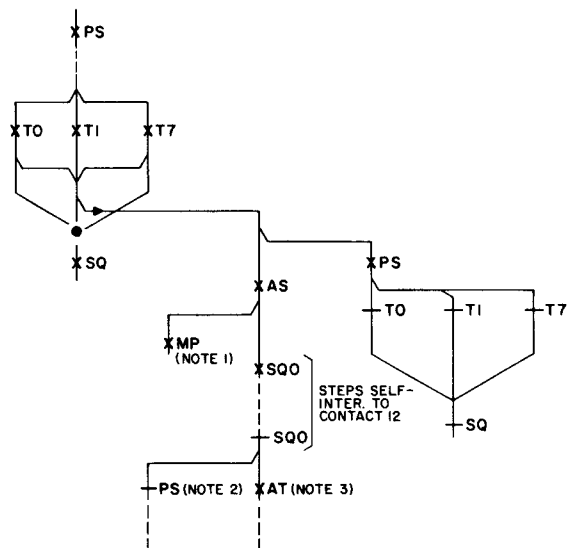 PS
T0 T1 T7
SQ
PS
AS
T0 T1 T7
MP
(NOTE 1)
SQ0
STEPS SELF-
INTER. TO
CONTACT 12
SQ
SQ0
PS (NOTE 2) AT (NOTE 3)